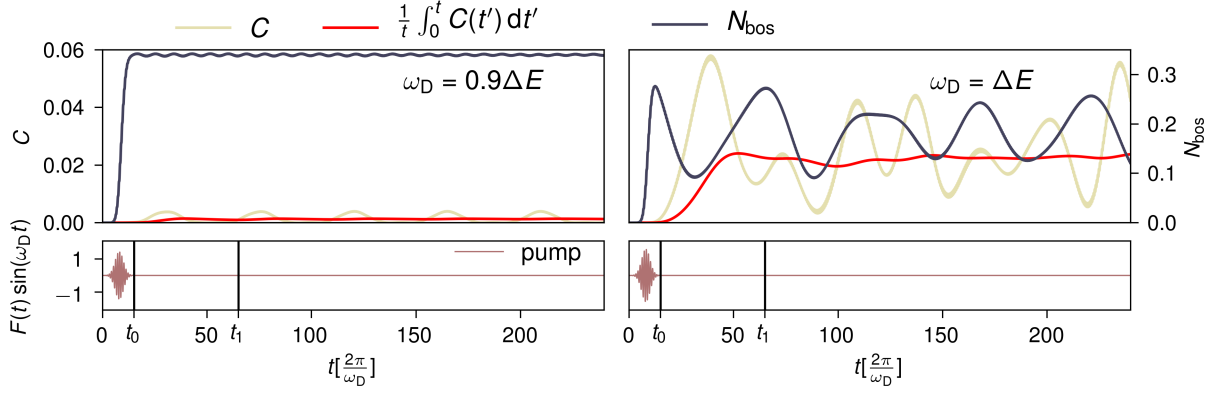 C
1/t ∫₀ᵗ C(t′) dt′
N_bos
0.06
0.04
0.02
0.00
C
ω_D = 0.9ΔE
ω_D = ΔE
0.3
0.2
0.1
0.0
N_bos
F(t) sin(ω_D t)
1
−1
pump
0 t₀ 50 t₁ 100 150 200
0 t₀ 50 t₁ 100 150 200
t[2π/ω_D]
t[2π/ω_D]